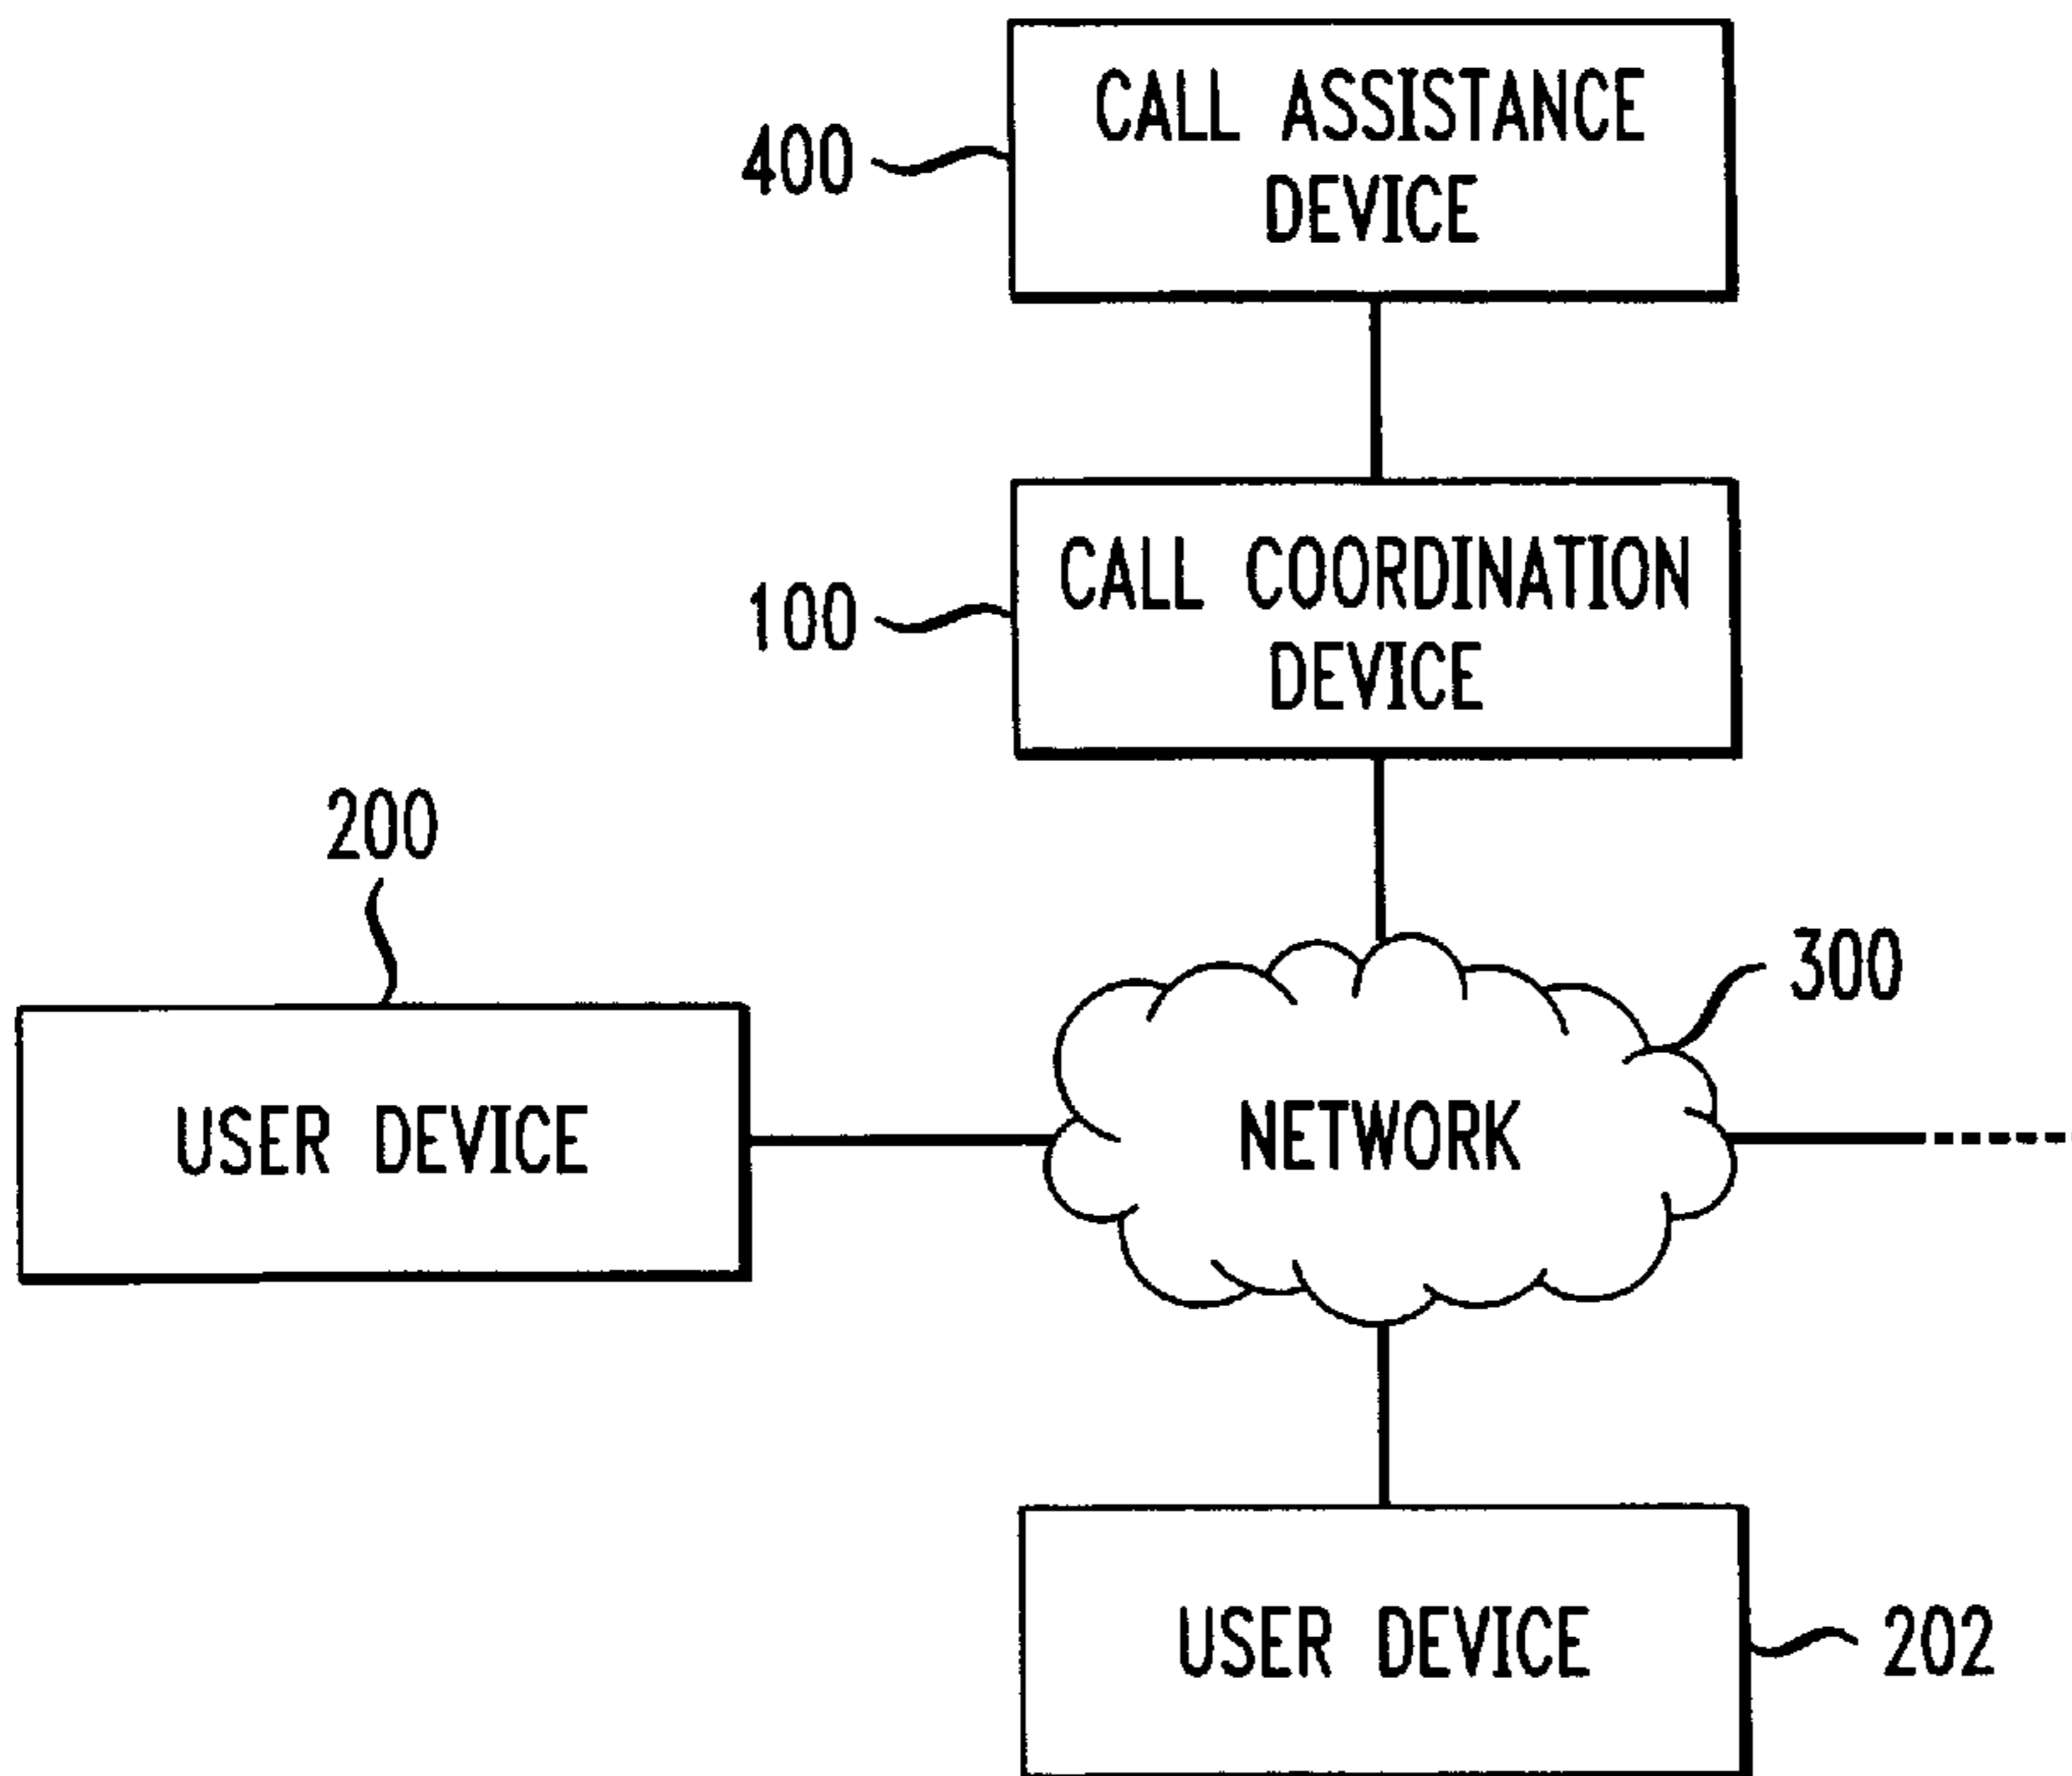 CALL ASSISTANCE
DEVICE
400
CALL COORDINATION
DEVICE
100
200
300
USER DEVICE
NETWORK
USER DEVICE
202